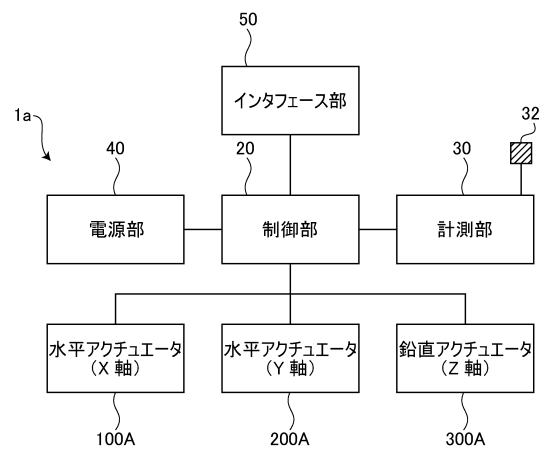 50
インタフェース部
1a
32
40
20
30
電源部
制御部
計測部
水平アクチュエータ
(X 軸)
水平アクチュエータ
(Y 軸)
鉛直アクチュエータ
(Z 軸)
100A
200A
300A